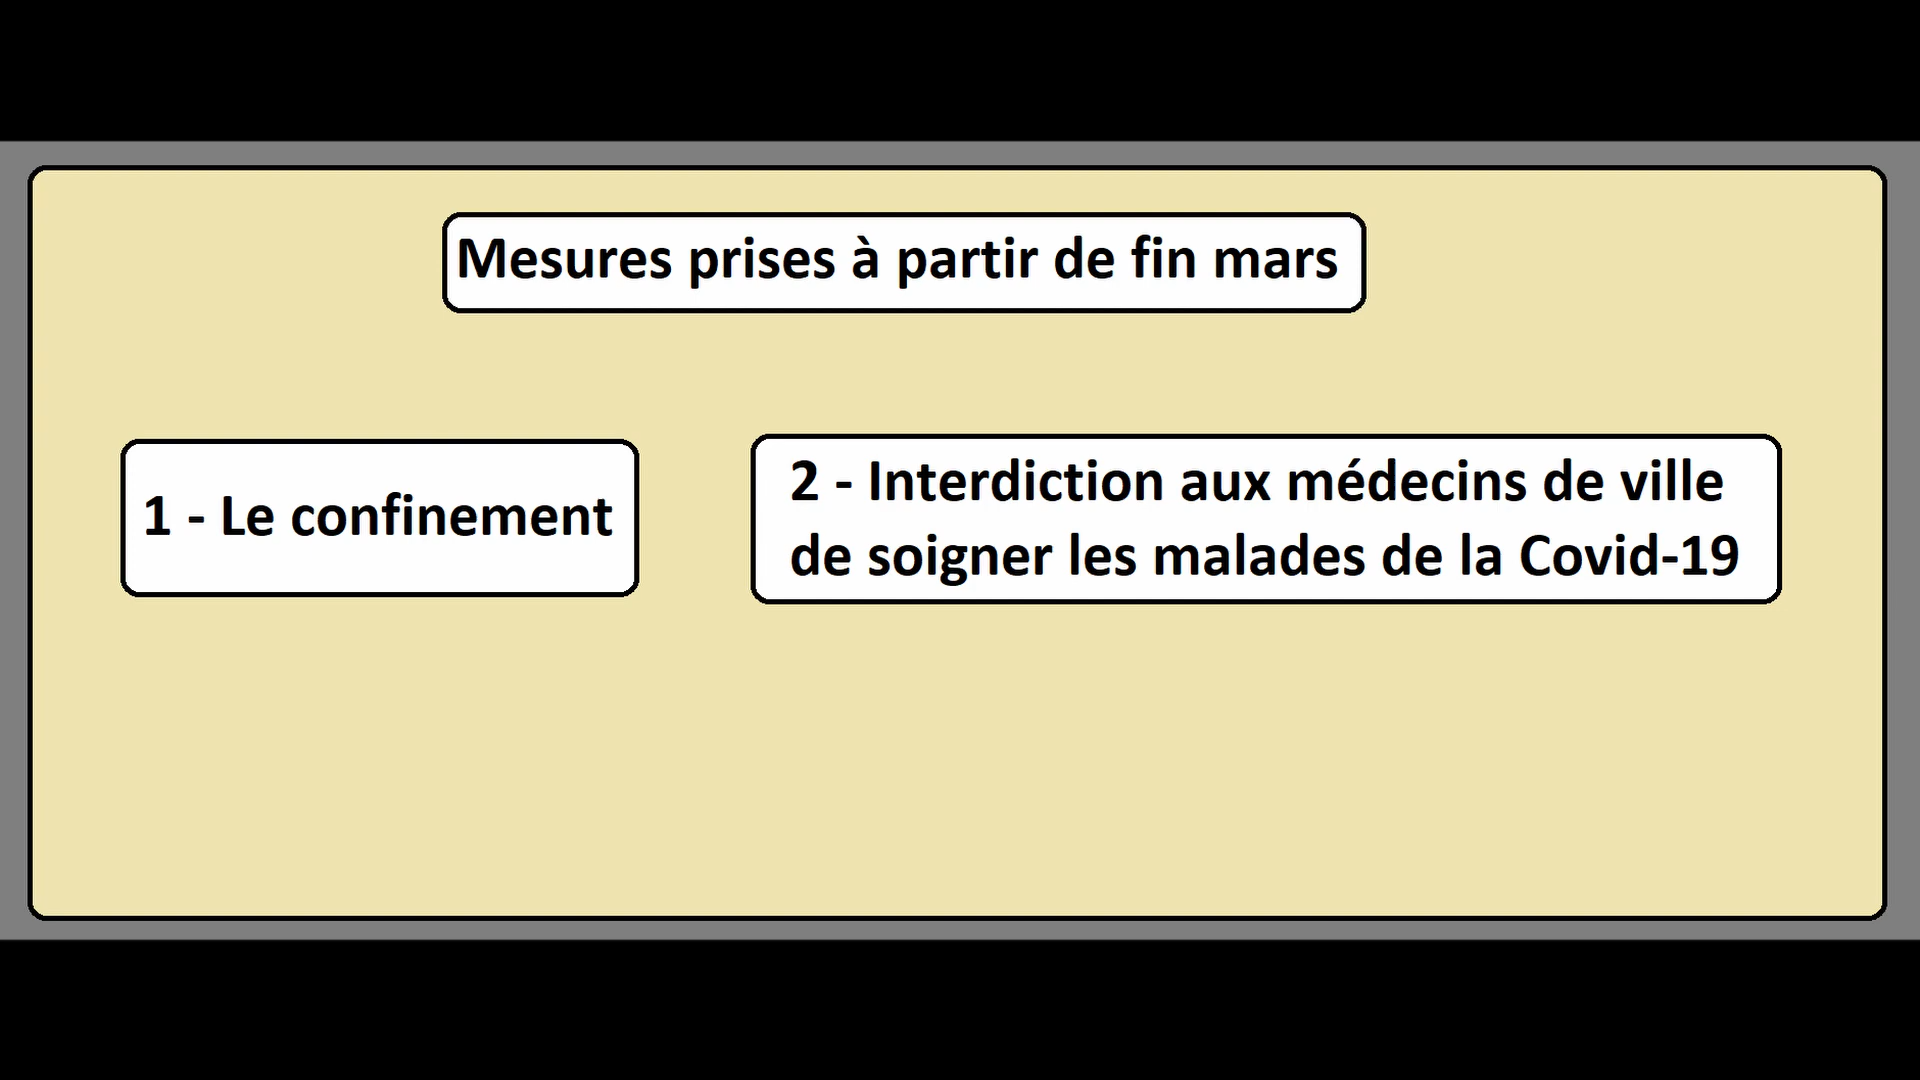 Mesures prises à partir de fin mars
1 - Le confinement
2 - Interdiction aux médecins de ville
de soigner les malades de la Covid-19